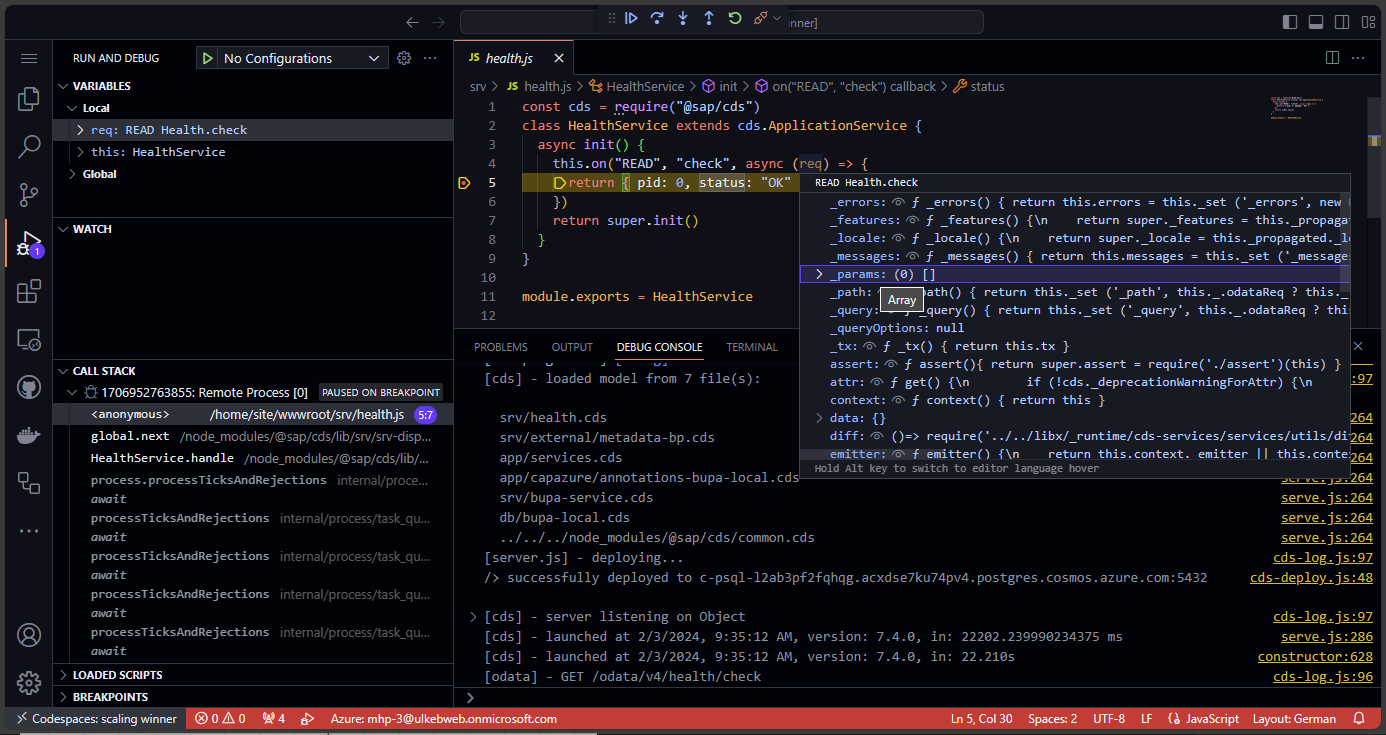 inner]
RUN AND DEBUG
No Configurations
VARIABLES
Local
req: READ Health.check
this: HealthService
Global
WATCH
CALL STACK
1706952763855: Remote Process [0] PAUSED ON BREAKPOINT
<anonymous> /home/site/wwwroot/srv/health.js 5:7
global.next /node_modules/@sap/cds/lib/srv/srv-disp...
HealthService.handle /node_modules/@sap/cds/lib/...
process.processTicksAndRejections internal/proce...
await
processTicksAndRejections internal/process/task_qu...
await
processTicksAndRejections internal/process/task_qu...
await
processTicksAndRejections internal/process/task_qu...
await
processTicksAndRejections internal/process/task_qu...
await
LOADED SCRIPTS
BREAKPOINTS
1
JS health.js
srv > JS health.js > HealthService > init > on("READ", "check") callback > status
1 const cds = require("@sap/cds")
2 class HealthService extends cds.ApplicationService {
3 async init() {
4 this.on("READ", "check", async (req) => {
5 return { pid: 0, status: "OK"
6 })
7 return super.init()
8 }
9 }
10
11 module.exports = HealthService
12
READ Health.check
_errors: ƒ _errors() { return this.errors = this._set ('_errors', new
_features: ƒ _features() {\n return super._features = this._propagat
_locale: ƒ _locale() {\n return super._locale = this._propagated._lo
_messages: ƒ _messages() { return this.messages = this._set ('_message
_params: (0) []
_path: path() { return this._set ('_path', this._.odataReq ? this._
Array
_query: ƒ _query() { return this._set ('_query', this._.odataReq ? this
_queryOptions: null
_tx: ƒ _tx() { return this.tx }
assert: ƒ assert(){ return super.assert = require('./assert')(this) }
attr: ƒ get() {\n if (!cds._deprecationWarningForAttr) {\n
context: ƒ context() { return this }
data: {}
diff: ()=> require('../../libx/_runtime/cds-services/services/utils/di
emitter: ƒ emitter() {\n return this.context._emitter || this.conte
Hold Alt key to switch to editor language hover
PROBLEMS OUTPUT DEBUG CONSOLE TERMINAL
[cds] - loaded model from 7 file(s): :97
srv/health.cds 264
srv/external/metadata-bp.cds 264
app/services.cds 264
app/capazure/annotations-bupa-local.cds serve.js:264
srv/bupa-service.cds serve.js:264
db/bupa-local.cds serve.js:264
../../../node_modules/@sap/cds/common.cds serve.js:264
[server.js] - deploying... cds-log.js:97
/> successfully deployed to c-psql-l2ab3pf2fqhqg.acxdse7ku74pv4.postgres.cosmos.azure.com:5432 cds-deploy.js:48
[cds] - server listening on Object cds-log.js:97
[cds] - launched at 2/3/2024, 9:35:12 AM, version: 7.4.0, in: 22202.239990234375 ms serve.js:286
[cds] - launched at 2/3/2024, 9:35:12 AM, version: 7.4.0, in: 22.210s constructor:628
[odata] - GET /odata/v4/health/check cds-log.js:96
Codespaces: scaling winner 0 0 4 Azure: mhp-3@ulkebweb.onmicrosoft.com Ln 5, Col 30 Spaces: 2 UTF-8 LF JavaScript Layout: German